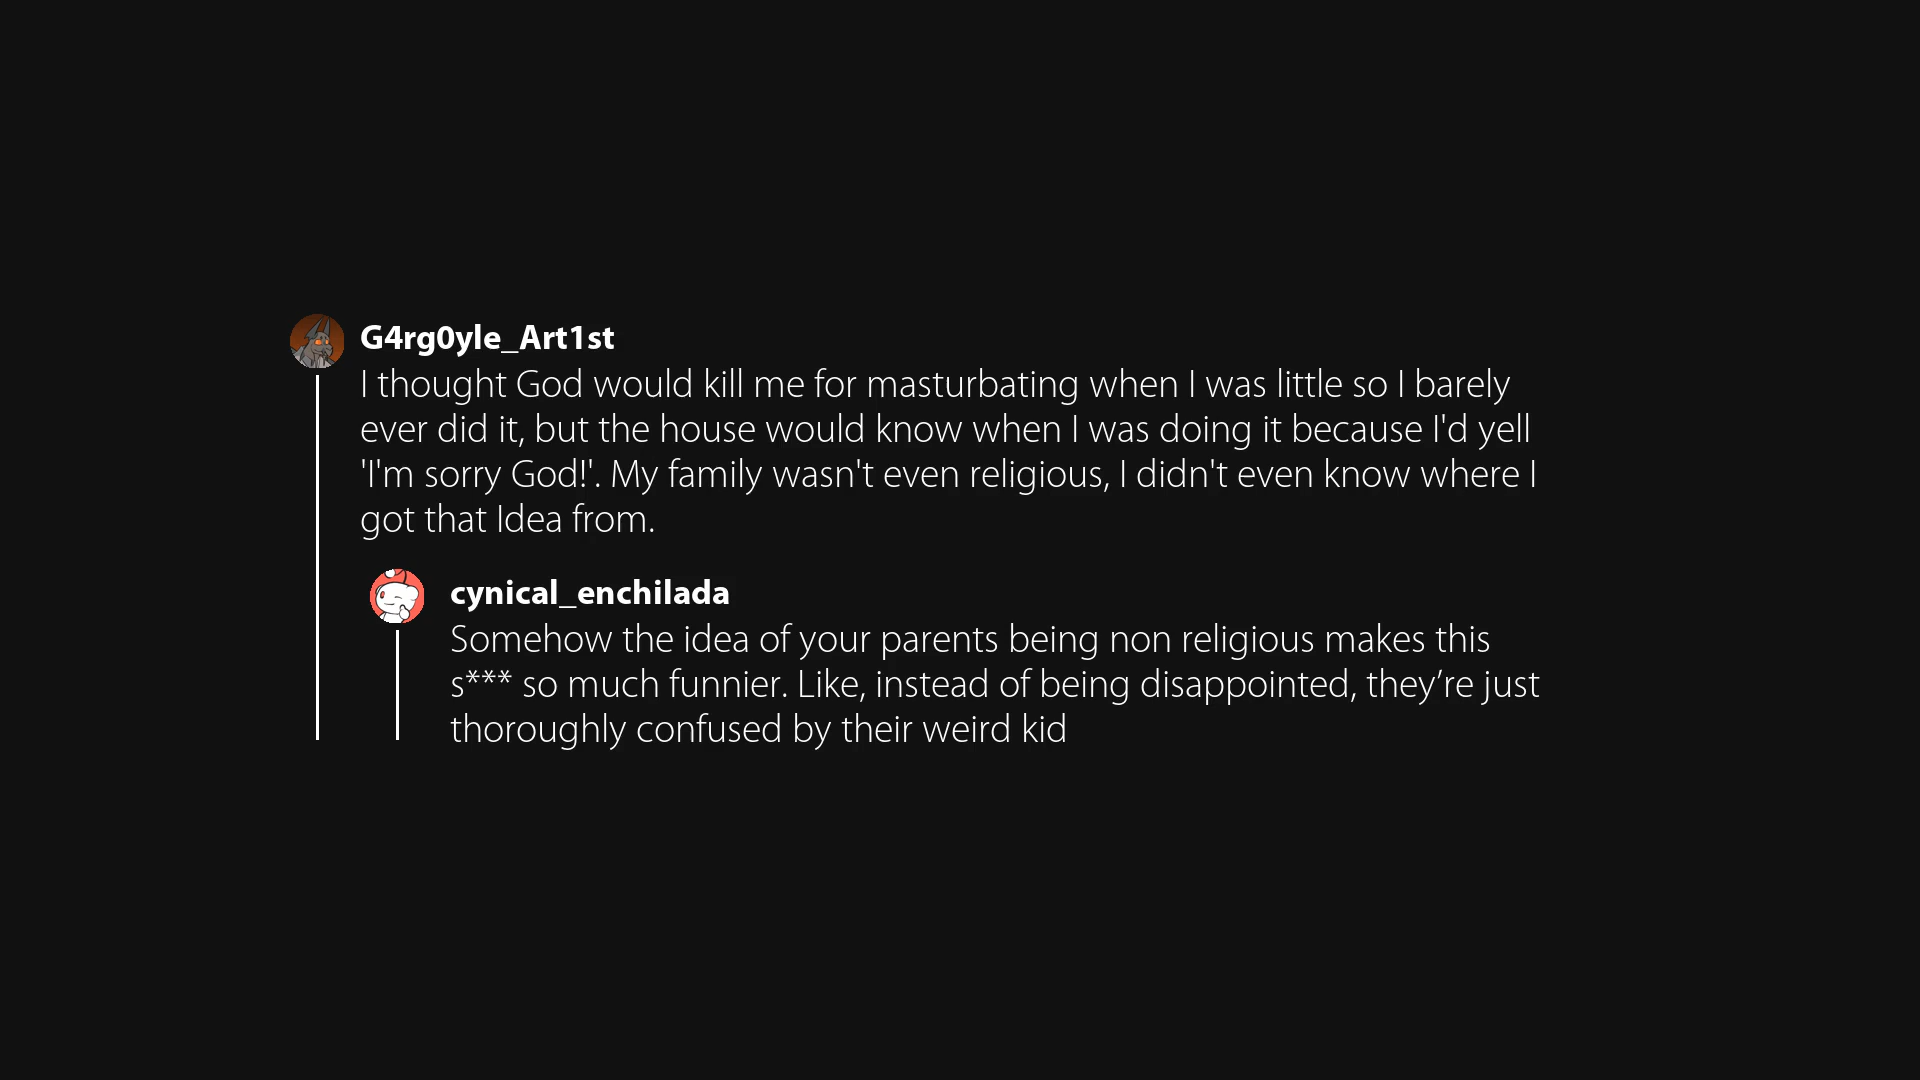 G4rg0yle_Art1st
I thought God would kill me for masturbating when I was little so I barely
ever did it, but the house would know when I was doing it because I'd yell
'I'm sorry God!'. My family wasn't even religious, I didn't even know where I
got that Idea from.
cynical_enchilada
Somehow the idea of your parents being non religious makes this
s*** so much funnier. Like, instead of being disappointed, they’re just
thoroughly confused by their weird kid